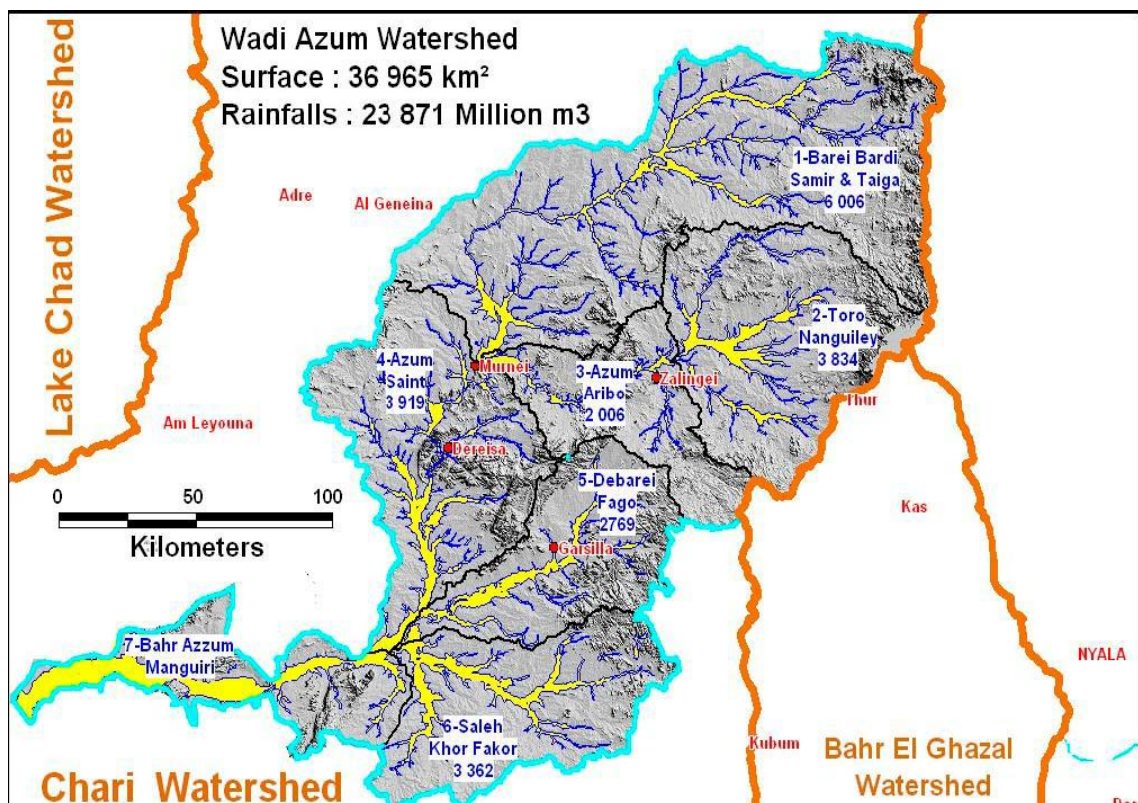 Wadi Azum Watershed
Surface : 36 965 km²
Rainfalls : 23 871 Million m3
Lake Chad Watershed
1-Barei Bardi
Samir & Taiga
6 006
Adre
Al Geneina
2-Toro
Nanguiley
3 834
4-Azum
Saint
3 919
Murnei
3-Azum
Aribo
2 006
Zalingei
Thur
Am Leyouna
Dereisa
5-Debarei
Fago
2769
Kas
0 50 100
Kilometers
Garsilla
7-Bahr Azzum
Manguiri
NYALA
6-Saleh
Khor Fakor
3 362
Kubum
Bahr El Ghazal
Watershed
Chari Watershed